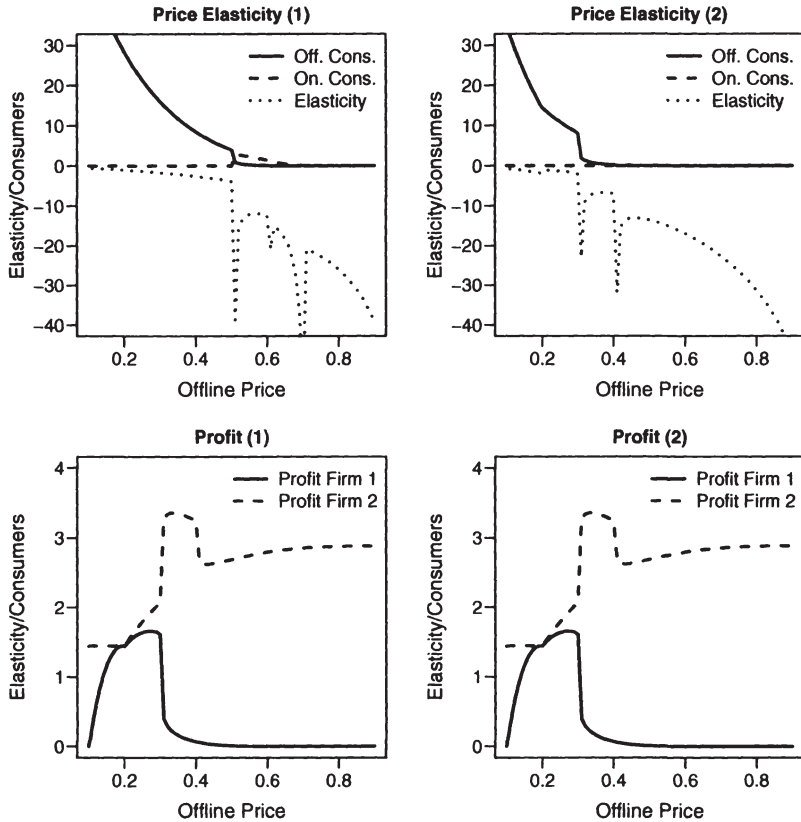 Price Elasticity (1)
Elasticity/Consumers
30
20
10
0
−10
−20
−30
−40
Off. Cons.
On. Cons.
Elasticity
0.2 0.4 0.6 0.8
Offline Price
Price Elasticity (2)
Elasticity/Consumers
30
20
10
0
−10
−20
−30
−40
Off. Cons.
On. Cons.
Elasticity
0.2 0.4 0.6 0.8
Offline Price
Profit (1)
Elasticity/Consumers
4
3
2
1
0
Profit Firm 1
Profit Firm 2
0.2 0.4 0.6 0.8
Offline Price
Profit (2)
Elasticity/Consumers
4
3
2
1
0
Profit Firm 1
Profit Firm 2
0.2 0.4 0.6 0.8
Offline Price